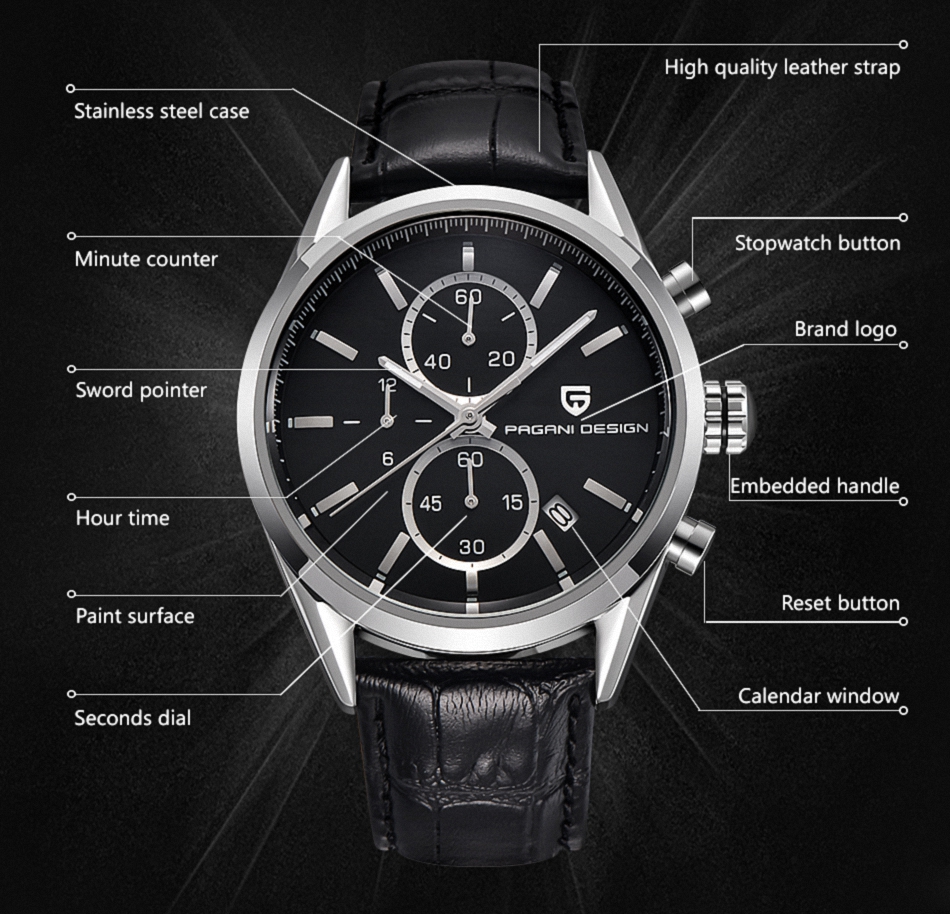 High quality leather strap
Stainless steel case
Stopwatch button
Minute counter
60
40 20
Brand logo
Sword pointer
12
PAGANI DESIGN
6
60
Embedded handle
45 15
Hour time
30
Reset button
Paint surface
Calendar window
Seconds dial